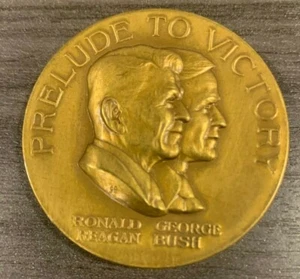 PRELUDE TO VICTORY
RONALD GEORGE
REAGAN BUSH